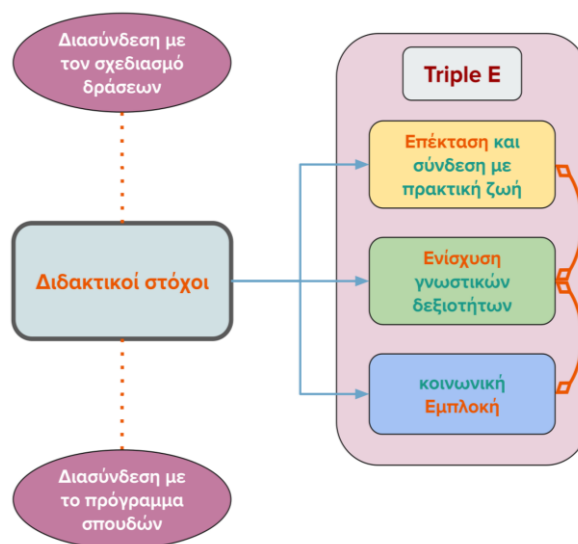 Διασύνδεση με
τον σχεδιασμό
δράσεων
Triple E
Επέκταση και
σύνδεση με
πρακτική ζωή
Διδακτικοί στόχοι
Ενίσχυση
γνωστικών
δεξιοτήτων
κοινωνική
Εμπλοκή
Διασύνδεση με
το πρόγραμμα
σπουδών